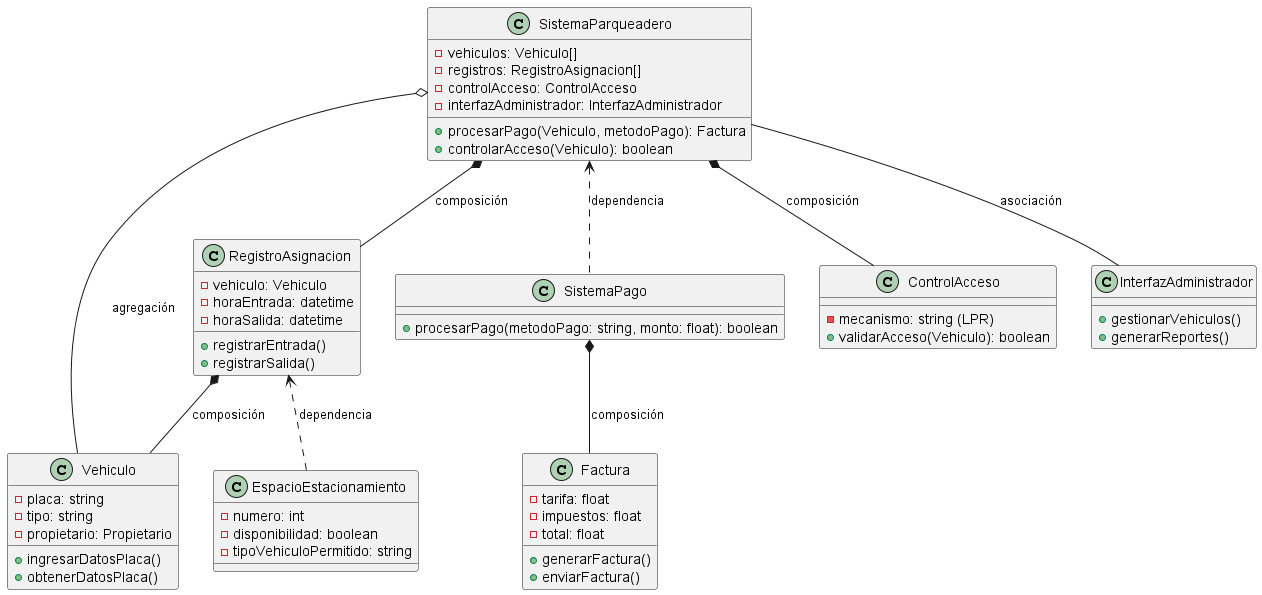 C SistemaParqueadero
vehiculos: Vehiculo[]
registros: RegistroAsignacion[]
controlAcceso: ControlAcceso
interfazAdministrador: InterfazAdministrador
procesarPago(Vehiculo, metodoPago): Factura
controlarAcceso(Vehiculo): boolean
composición
dependencia
composición
asociación
agregación
C RegistroAsignacion
vehiculo: Vehiculo
horaEntrada: datetime
horaSalida: datetime
registrarEntrada()
registrarSalida()
C SistemaPago
procesarPago(metodoPago: string, monto: float): boolean
C ControlAcceso
mecanismo: string (LPR)
validarAcceso(Vehiculo): boolean
C InterfazAdministrador
gestionarVehiculos()
generarReportes()
composición
dependencia
composición
C Vehiculo
placa: string
tipo: string
propietario: Propietario
ingresarDatosPlaca()
obtenerDatosPlaca()
C EspacioEstacionamiento
numero: int
disponibilidad: boolean
tipoVehiculoPermitido: string
C Factura
tarifa: float
impuestos: float
total: float
generarFactura()
enviarFactura()